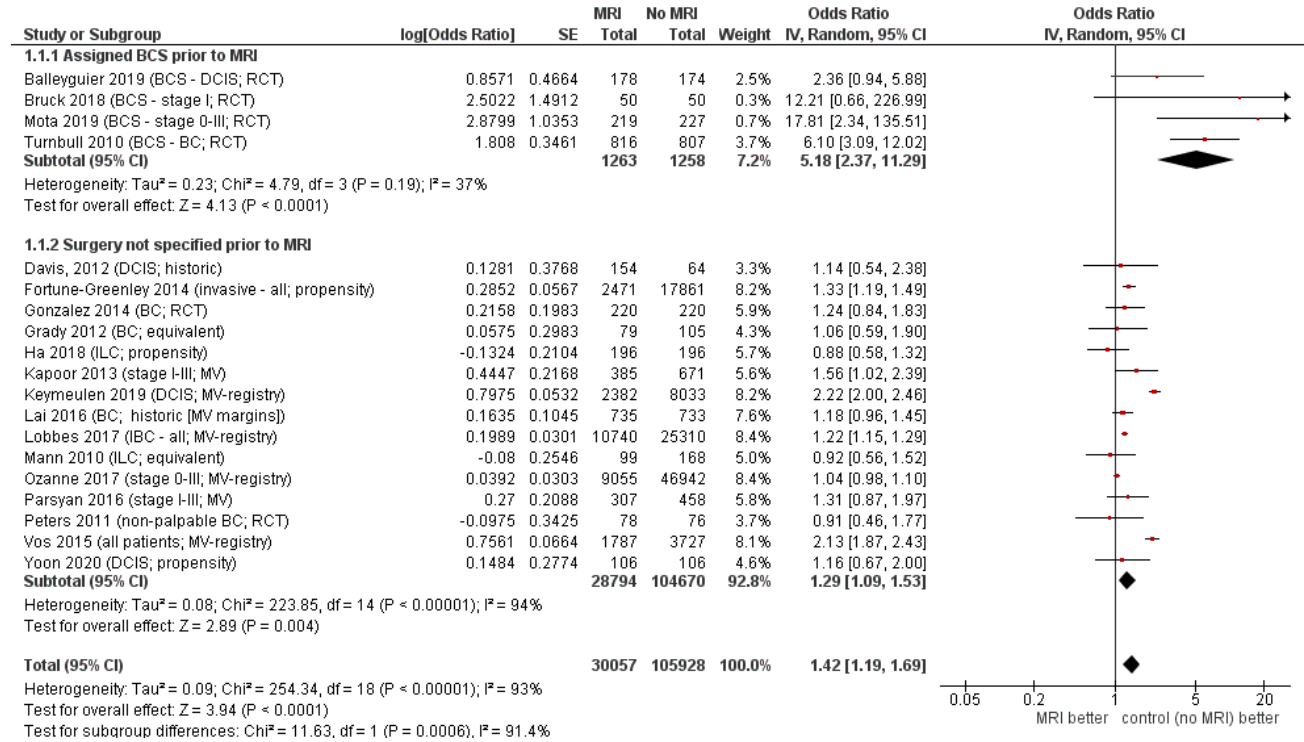 MRI No MRI Odds Ratio Odds Ratio
Study or Subgroup log[Odds Ratio] SE Total Total Weight IV, Random, 95% CI IV, Random, 95% CI
1.1.1 Assigned BCS prior to MRI
Balleyguier 2019 (BCS - DCIS; RCT) 0.8571 0.4664 178 174 2.5% 2.36 [0.94, 5.88]
Bruck 2018 (BCS - stage I; RCT) 2.5022 1.4912 50 50 0.3% 12.21 [0.66, 226.99]
Mota 2019 (BCS - stage 0-III; RCT) 2.8799 1.0353 219 227 0.7% 17.81 [2.34, 135.51]
Turnbull 2010 (BCS - BC; RCT) 1.808 0.3461 816 807 3.7% 6.10 [3.09, 12.02]
Subtotal (95% CI) 1263 1258 7.2% 5.18 [2.37, 11.29]
Heterogeneity: Tau² = 0.23; Chi² = 4.79, df = 3 (P = 0.19); I² = 37%
Test for overall effect: Z = 4.13 (P < 0.0001)
1.1.2 Surgery not specified prior to MRI
Davis, 2012 (DCIS; historic) 0.1281 0.3768 154 64 3.3% 1.14 [0.54, 2.38]
Fortune-Greenley 2014 (invasive - all; propensity) 0.2852 0.0567 2471 17861 8.2% 1.33 [1.19, 1.49]
Gonzalez 2014 (BC; RCT) 0.2158 0.1983 220 220 5.9% 1.24 [0.84, 1.83]
Grady 2012 (BC; equivalent) 0.0575 0.2983 79 105 4.3% 1.06 [0.59, 1.90]
Ha 2018 (ILC; propensity) -0.1324 0.2104 196 196 5.7% 0.88 [0.58, 1.32]
Kapoor 2013 (stage I-III; MV) 0.4447 0.2168 385 671 5.6% 1.56 [1.02, 2.39]
Keymeulen 2019 (DCIS; MV-registry) 0.7975 0.0532 2382 8033 8.2% 2.22 [2.00, 2.46]
Lai 2016 (BC; historic [MV margins]) 0.1635 0.1045 735 733 7.6% 1.18 [0.96, 1.45]
Lobbes 2017 (IBC - all; MV-registry) 0.1989 0.0301 10740 25310 8.4% 1.22 [1.15, 1.29]
Mann 2010 (ILC; equivalent) -0.08 0.2546 99 168 5.0% 0.92 [0.56, 1.52]
Ozanne 2017 (stage 0-III; MV-registry) 0.0392 0.0303 9055 46942 8.4% 1.04 [0.98, 1.10]
Parsyan 2016 (stage I-III; MV) 0.27 0.2088 307 458 5.8% 1.31 [0.87, 1.97]
Peters 2011 (non-palpable BC; RCT) -0.0975 0.3425 78 76 3.7% 0.91 [0.46, 1.77]
Vos 2015 (all patients; MV-registry) 0.7561 0.0664 1787 3727 8.1% 2.13 [1.87, 2.43]
Yoon 2020 (DCIS; propensity) 0.1484 0.2774 106 106 4.6% 1.16 [0.67, 2.00]
Subtotal (95% CI) 28794 104670 92.8% 1.29 [1.09, 1.53]
Heterogeneity: Tau² = 0.08; Chi² = 223.85, df = 14 (P < 0.00001); I² = 94%
Test for overall effect: Z = 2.89 (P = 0.004)
Total (95% CI) 30057 105928 100.0% 1.42 [1.19, 1.69]
Heterogeneity: Tau² = 0.09; Chi² = 254.34, df = 18 (P < 0.00001); I² = 93%
Test for overall effect: Z = 3.94 (P < 0.0001)
Test for subgroup differences: Chi² = 11.63, df = 1 (P = 0.0006), I² = 91.4%
0.05 0.2 1 5 20
MRI better control (no MRI) better